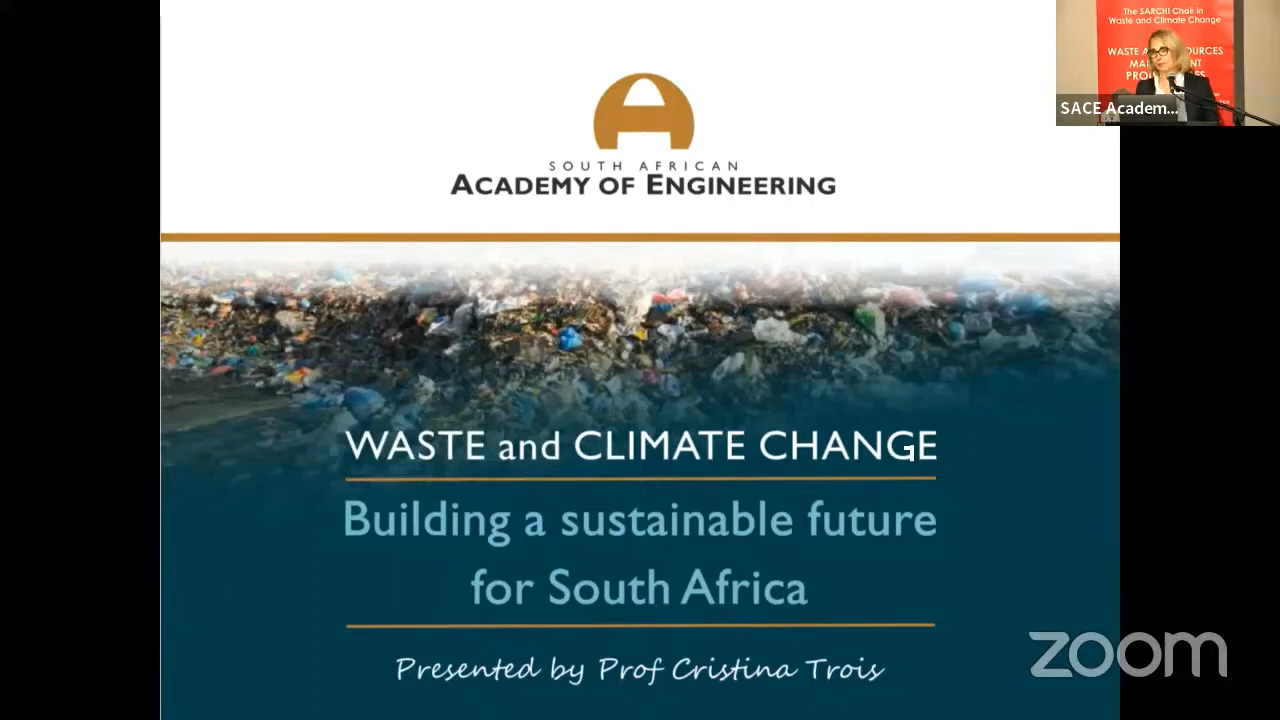 The SARCHI Chair in
Waste and Climate Change
WASTE
SACE Academ...
SOUTH AFRICAN
ACADEMY OF ENGINEERING
WASTE and CLIMATE CHANGE
Building a sustainable future
for South Africa
Presented by Prof Cristina Trois
zoom